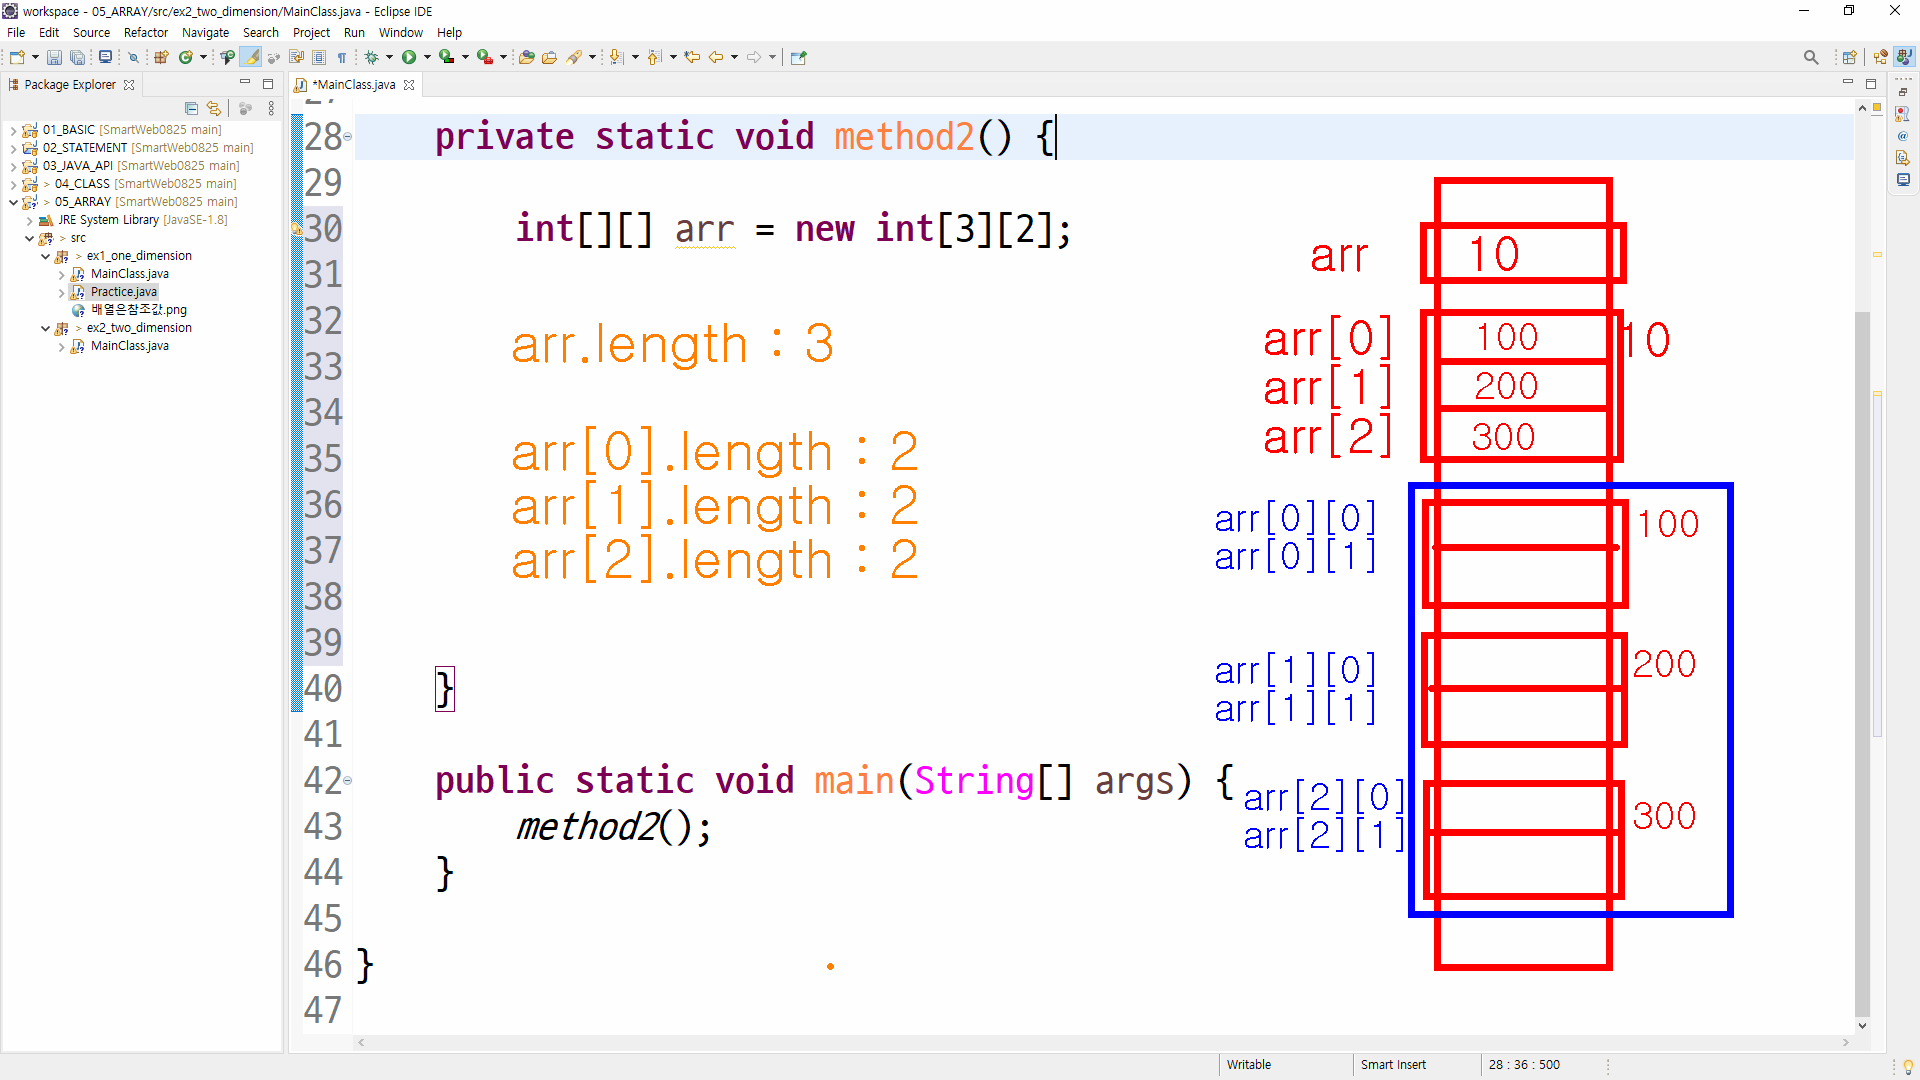 workspace - 05_ARRAY/src/ex2_two_dimension/MainClass.java - Eclipse IDE
File Edit Source Refactor Navigate Search Project Run Window Help
Package Explorer
01_BASIC [SmartWeb0825 main]
02_STATEMENT [SmartWeb0825 main]
03_JAVA_API [SmartWeb0825 main]
> 04_CLASS [SmartWeb0825 main]
> 05_ARRAY [SmartWeb0825 main]
JRE System Library [JavaSE-1.8]
> src
> ex1_one_dimension
MainClass.java
Practice.java
배열은참조값.png
> ex2_two_dimension
MainClass.java
*MainClass.java
28 private static void method2() {
29
30 int[][] arr = new int[3][2];
31
32
33
34
35
36
37
38
39
40 }
41
42 public static void main(String[] args) {
43 method2();
44 }
45
46 }
47
arr.length : 3
arr[0].length : 2
arr[1].length : 2
arr[2].length : 2
arr 10
arr[0] 100 10
arr[1] 200
arr[2] 300
arr[0][0] 100
arr[0][1]
arr[1][0] 200
arr[1][1]
arr[2][0] 300
arr[2][1]
Writable Smart Insert 28 : 36 : 500